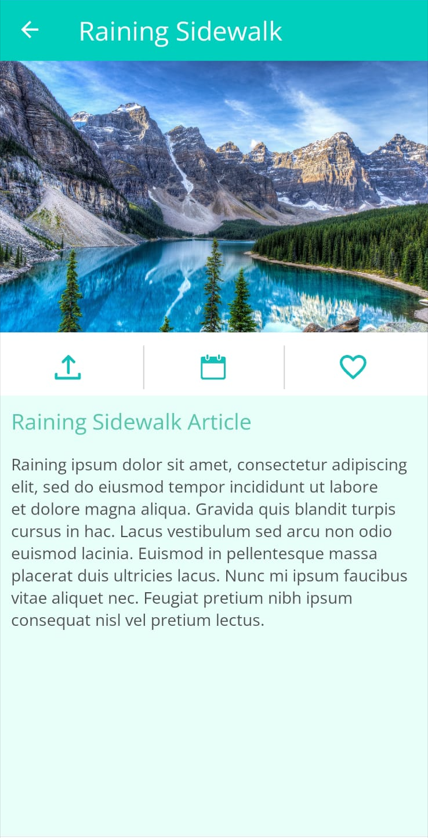 Raining Sidewalk
Raining Sidewalk Article
Raining ipsum dolor sit amet, consectetur adipiscing
elit, sed do eiusmod tempor incididunt ut labore
et dolore magna aliqua. Gravida quis blandit turpis
cursus in hac. Lacus vestibulum sed arcu non odio
euismod lacinia. Euismod in pellentesque massa
placerat duis ultricies lacus. Nunc mi ipsum faucibus
vitae aliquet nec. Feugiat pretium nibh ipsum
consequat nisl vel pretium lectus.